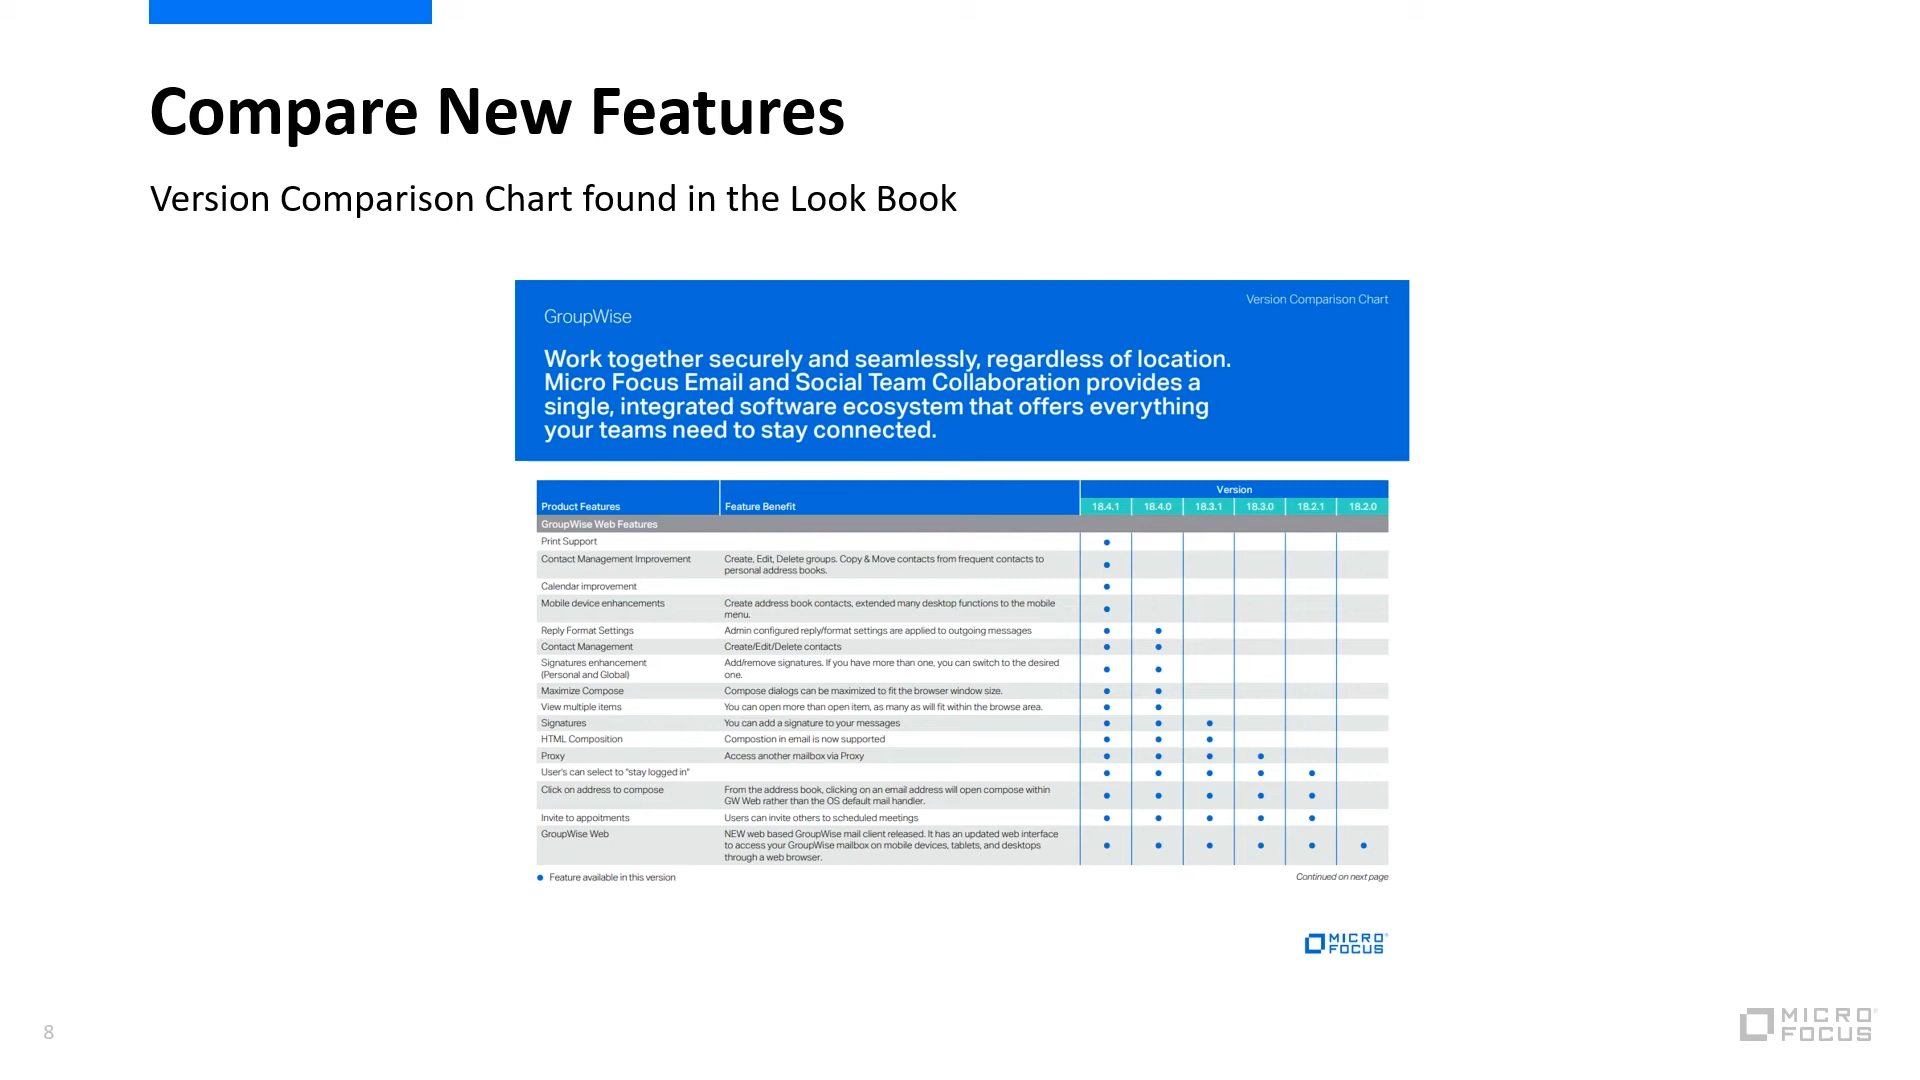 Compare New Features
Version Comparison Chart found in the Look Book
Version Comparison Chart
GroupWise
Work together securely and seamlessly, regardless of location.
Micro Focus Email and Social Team Collaboration provides a
single, integrated software ecosystem that offers everything
your teams need to stay connected.
Version
Product Features Feature Benefit 18.4.1 18.4.0 18.3.1 18.3.0 18.2.1 18.2.0
GroupWise Web Features
Print Support
Contact Management Improvement Create, Edit, Delete groups. Copy & Move contacts from frequent contacts to
personal address books.
Calendar improvement
Mobile device enhancements Create address book contacts, extended many desktop functions to the mobile
menu.
Reply Format Settings Admin configured reply/format settings are applied to outgoing messages
Contact Management Create/Edit/Delete contacts
Signatures enhancement Add/remove signatures. If you have more than one, you can switch to the desired
(Personal and Global) one.
Maximize Compose Compose dialogs can be maximized to fit the browser window size.
View multiple items You can open more than open item, as many as will fit within the browse area.
Signatures You can add a signature to your messages
HTML Composition Compostion in email is now supported
Proxy Access another mailbox via Proxy
User's can select to "stay logged in"
Click on address to compose From the address book, clicking on an email address will open compose within
GW Web rather than the OS default mail handler.
Invite to appoitments Users can invite others to scheduled meetings
GroupWise Web NEW web based GroupWise mail client released. It has an updated web interface
to access your GroupWise mailbox on mobile devices, tablets, and desktops
through a web browser.
Feature available in this version Continued on next page
MICRO
FOCUS
8
MICRO
FOCUS